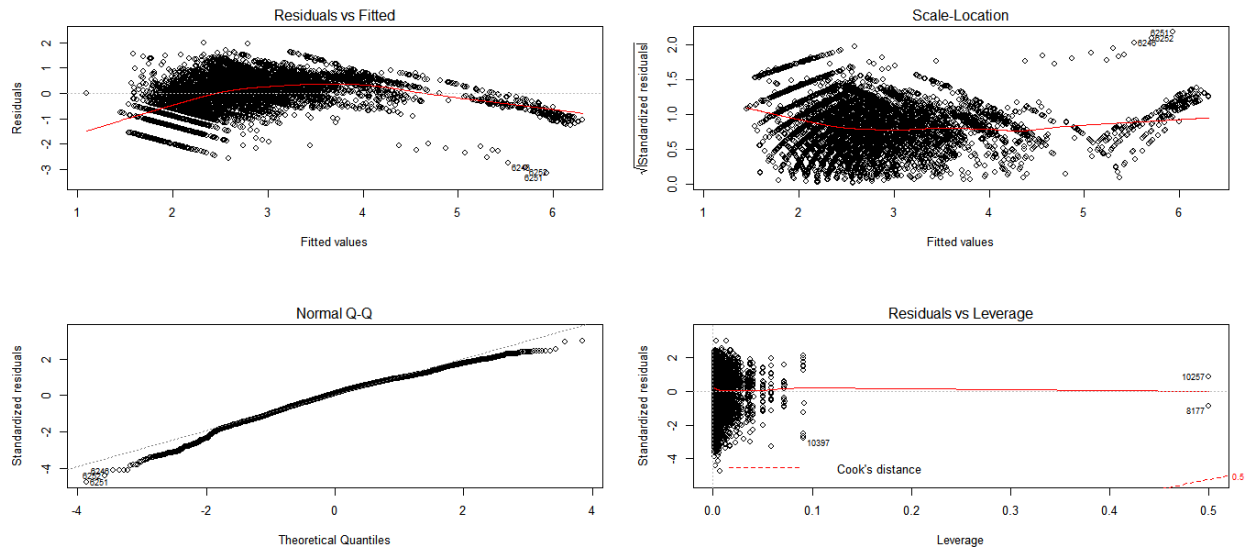 Residuals vs Fitted
Residuals
2
1
0
-1
-2
-3
6246
6252
6251
1 2 3 4 5 6
Fitted values
Scale-Location
√|Standardized residuals|
2.0
1.5
1.0
0.5
0.0
6251
6252
6246
1 2 3 4 5 6
Fitted values
Normal Q-Q
Standardized residuals
2
0
-2
-4
6246
6252
6251
-4 -2 0 2 4
Theoretical Quantiles
Residuals vs Leverage
Standardized residuals
2
0
-2
-4
10257
8177
10397
Cook's distance
0.5
0.0 0.1 0.2 0.3 0.4 0.5
Leverage